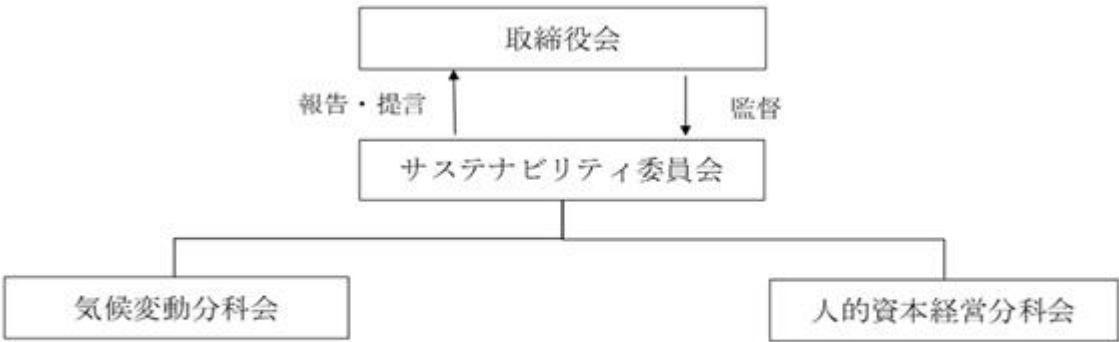 取締役会
報告・提言
監督
サステナビリティ委員会
気候変動分科会
人的資本経営分科会